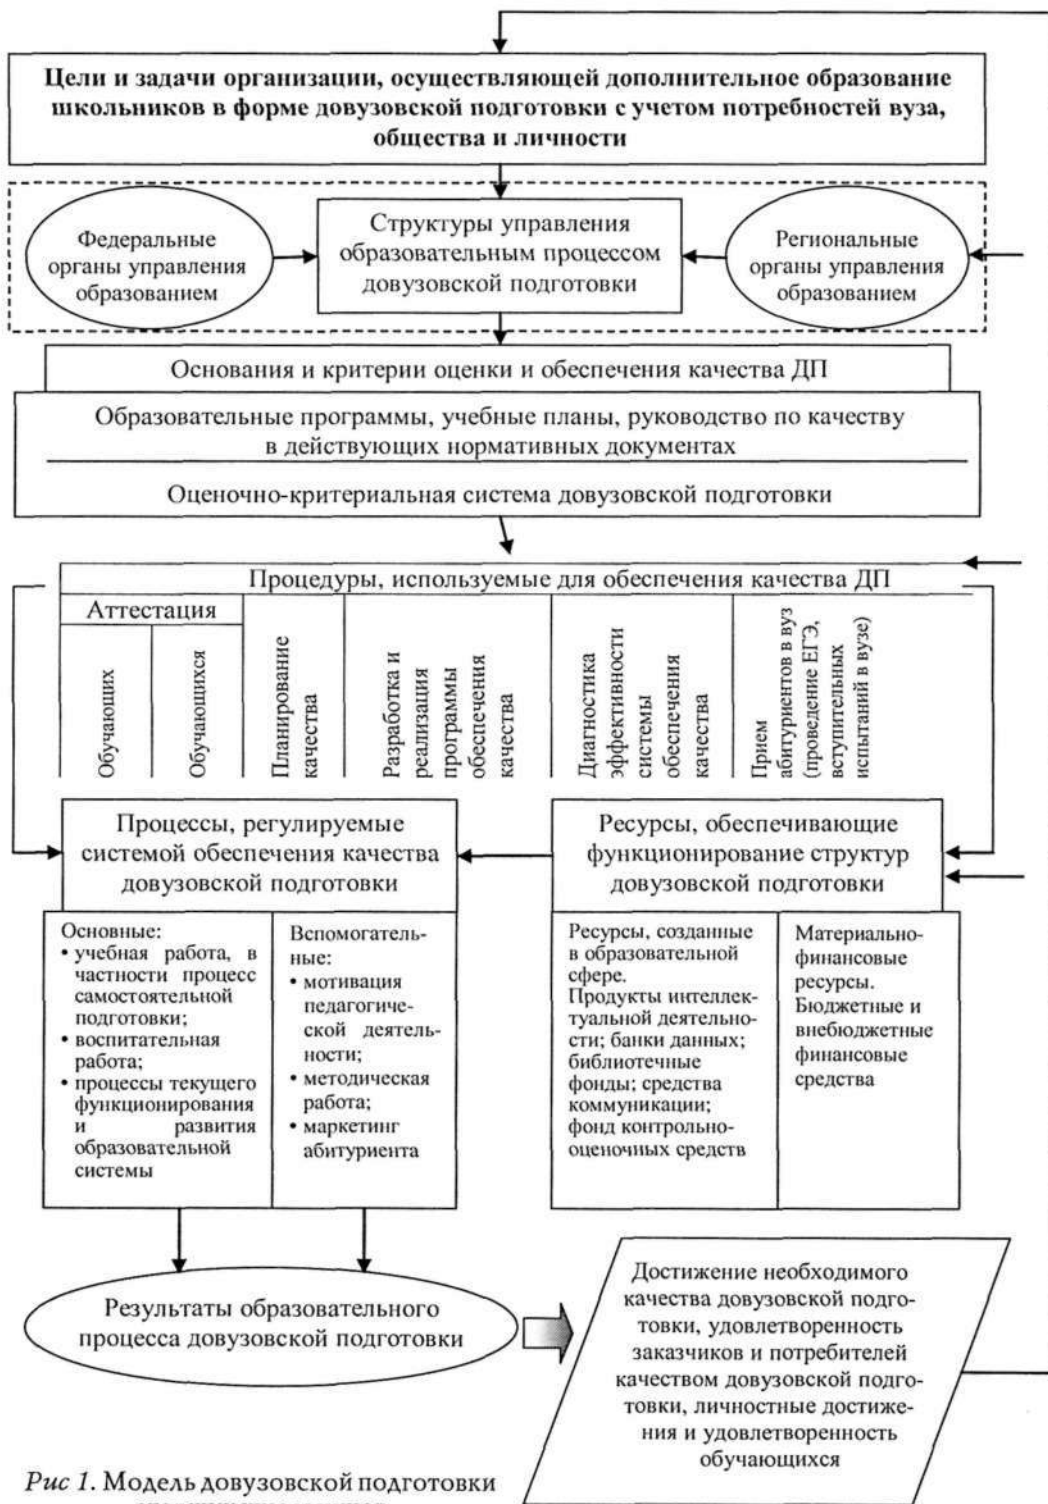 Цели и задачи организации, осуществляющей дополнительное образование
школьников в форме довузовской подготовки с учетом потребностей вуза,
общества и личности
Федеральные
органы управления
образованием
Структуры управления
образовательным процессом
довузовской подготовки
Региональные
органы управления
образованием
Основания и критерии оценки и обеспечения качества ДП
Образовательные программы, учебные планы, руководство по качеству
в действующих нормативных документах
Оценочно-критериальная система довузовской подготовки
Процедуры, используемые для обеспечения качества ДП
Аттестация
Обучающих
Обучающихся
Планирование
качества
Разработка и
реализация
программы
обеспечения
качества
Диагностика
эффективности
системы
обеспечения
качества
Прием
абитуриентов в вуз
(проведение ЕГЭ,
вступительных
испытаний в вузе)
Процессы, регулируемые
системой обеспечения качества
довузовской подготовки
Ресурсы, обеспечивающие
функционирование структур
довузовской подготовки
Основные:
• учебная работа, в
частности процесс
самостоятельной
подготовки;
• воспитательная
работа;
• процессы текущего
функционирования
и развития
образовательной
системы
Вспомогатель-
ные:
• мотивация
педагогиче-
ской деятель-
ности;
• методическая
работа;
• маркетинг
абитуриента
Ресурсы, созданные
в образовательной
сфере.
Продукты интеллек-
туальной деятельно-
сти; банки данных;
библиотечные
фонды; средства
коммуникации;
фонд контрольно-
оценочных средств
Материально-
финансовые
ресурсы.
Бюджетные и
внебюджетные
финансовые
средства
Результаты образовательного
процесса довузовской подготовки
Достижение необходимого
качества довузовской подго-
товки, удовлетворенность
заказчиков и потребителей
качеством довузовской подго-
товки, личностные достиже-
ния и удовлетворенность
обучающихся
Рис 1. Модель довузовской подготовки